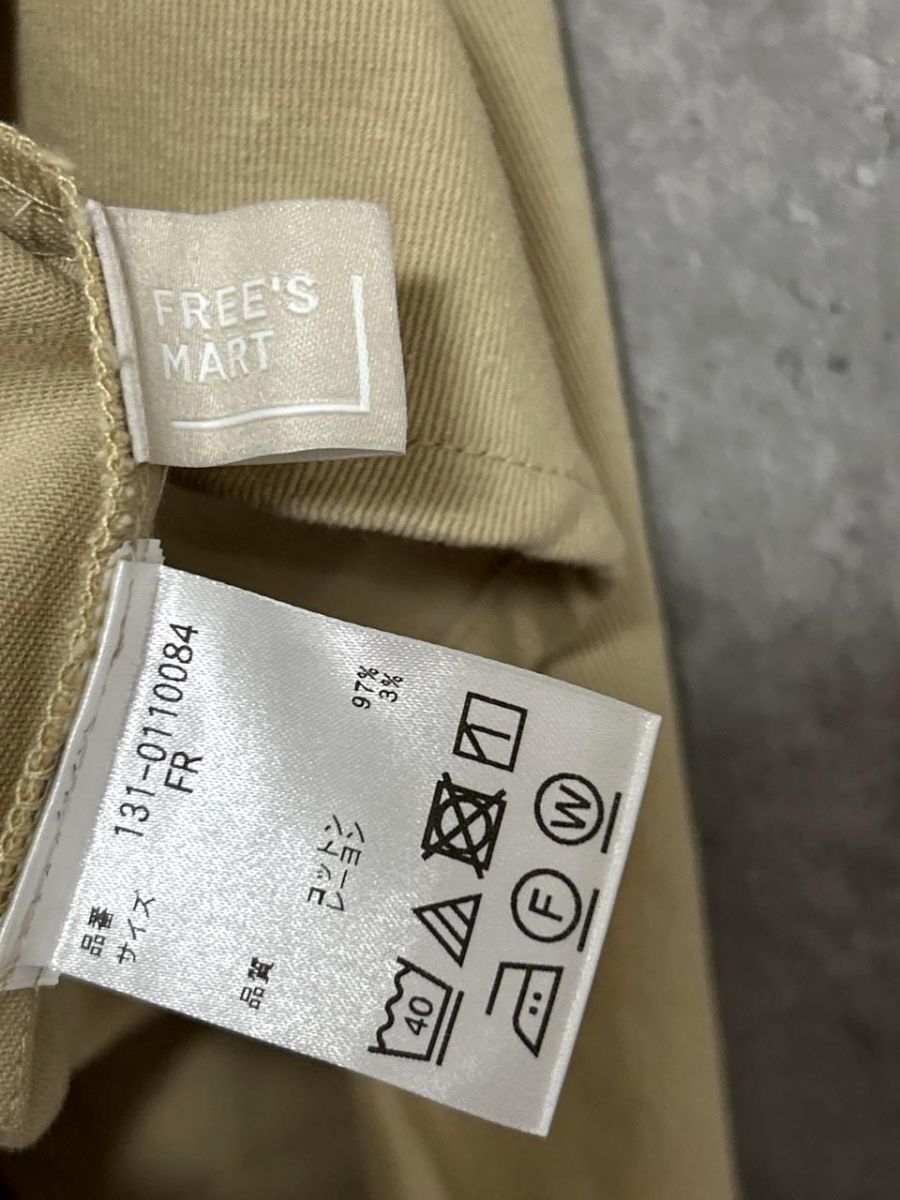 FREE'S
MART
品番 131-0110084
サイズ FR
品質 コットン 97%
レーヨン 3%
40
F
W